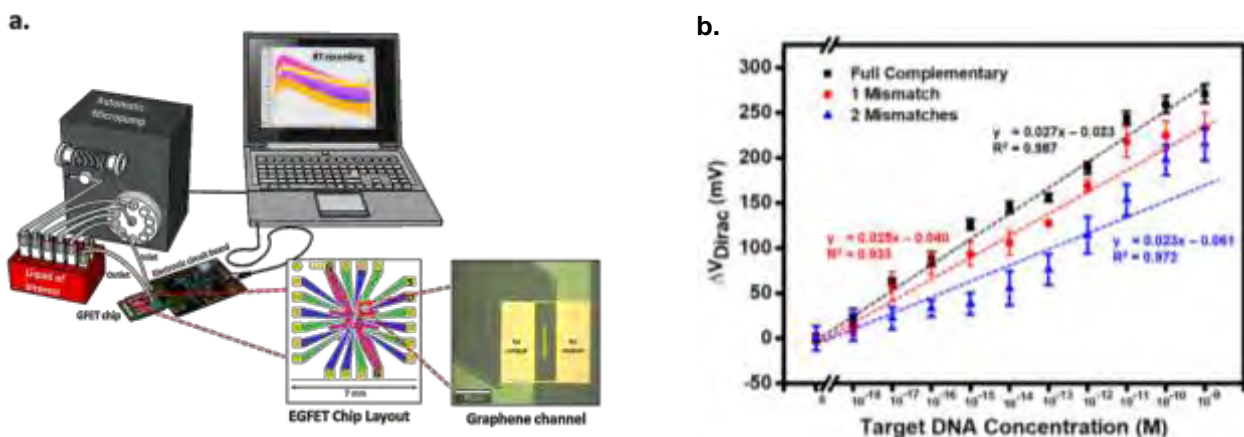 a.
RT recording
Automatic
Micropump
Outlet
Inlet
Electronic circuit board
Liquid of
Interest
GFET chip
7 mm
EGFET Chip Layout
Graphene channel
b.
300
250
200
150
100
50
0
-50
ΔV_Dirac (mV)
Full Complementary
1 Mismatch
2 Mismatches
y = 0.027x – 0.023
R² = 0.987
y = 0.025x – 0.040
R² = 0.935
y = 0.023x – 0.061
R² = 0.972
0 10⁻¹⁸ 10⁻¹⁷ 10⁻¹⁶ 10⁻¹⁵ 10⁻¹⁴ 10⁻¹³ 10⁻¹² 10⁻¹¹ 10⁻¹⁰ 10⁻⁹
Target DNA Concentration (M)